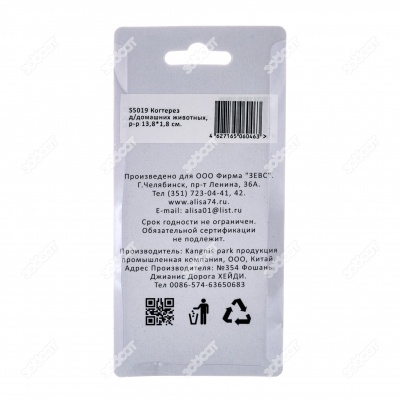 S5019 Когтерез
д/домашних животных,
р-р 13,8*1,8 см.
4 627165 060463 >
Произведено для ООО Фирма "ЗЕВС".
Г.Челябинск, пр-т Ленина, 36А.
Тел (351) 723-04-41, 42.
www.alisa74.ru
E-mail: alisa01@list.ru
Срок годности не ограничен.
Обязательной сертификации
не подлежит.
Производитель: Kangnis park продукция
промышленная компания, ООО, Китай.
Адрес Производителя: №354 Фошань,
Джианис Дорога ХЕЙДИ.
Тел 0086-574-63650683